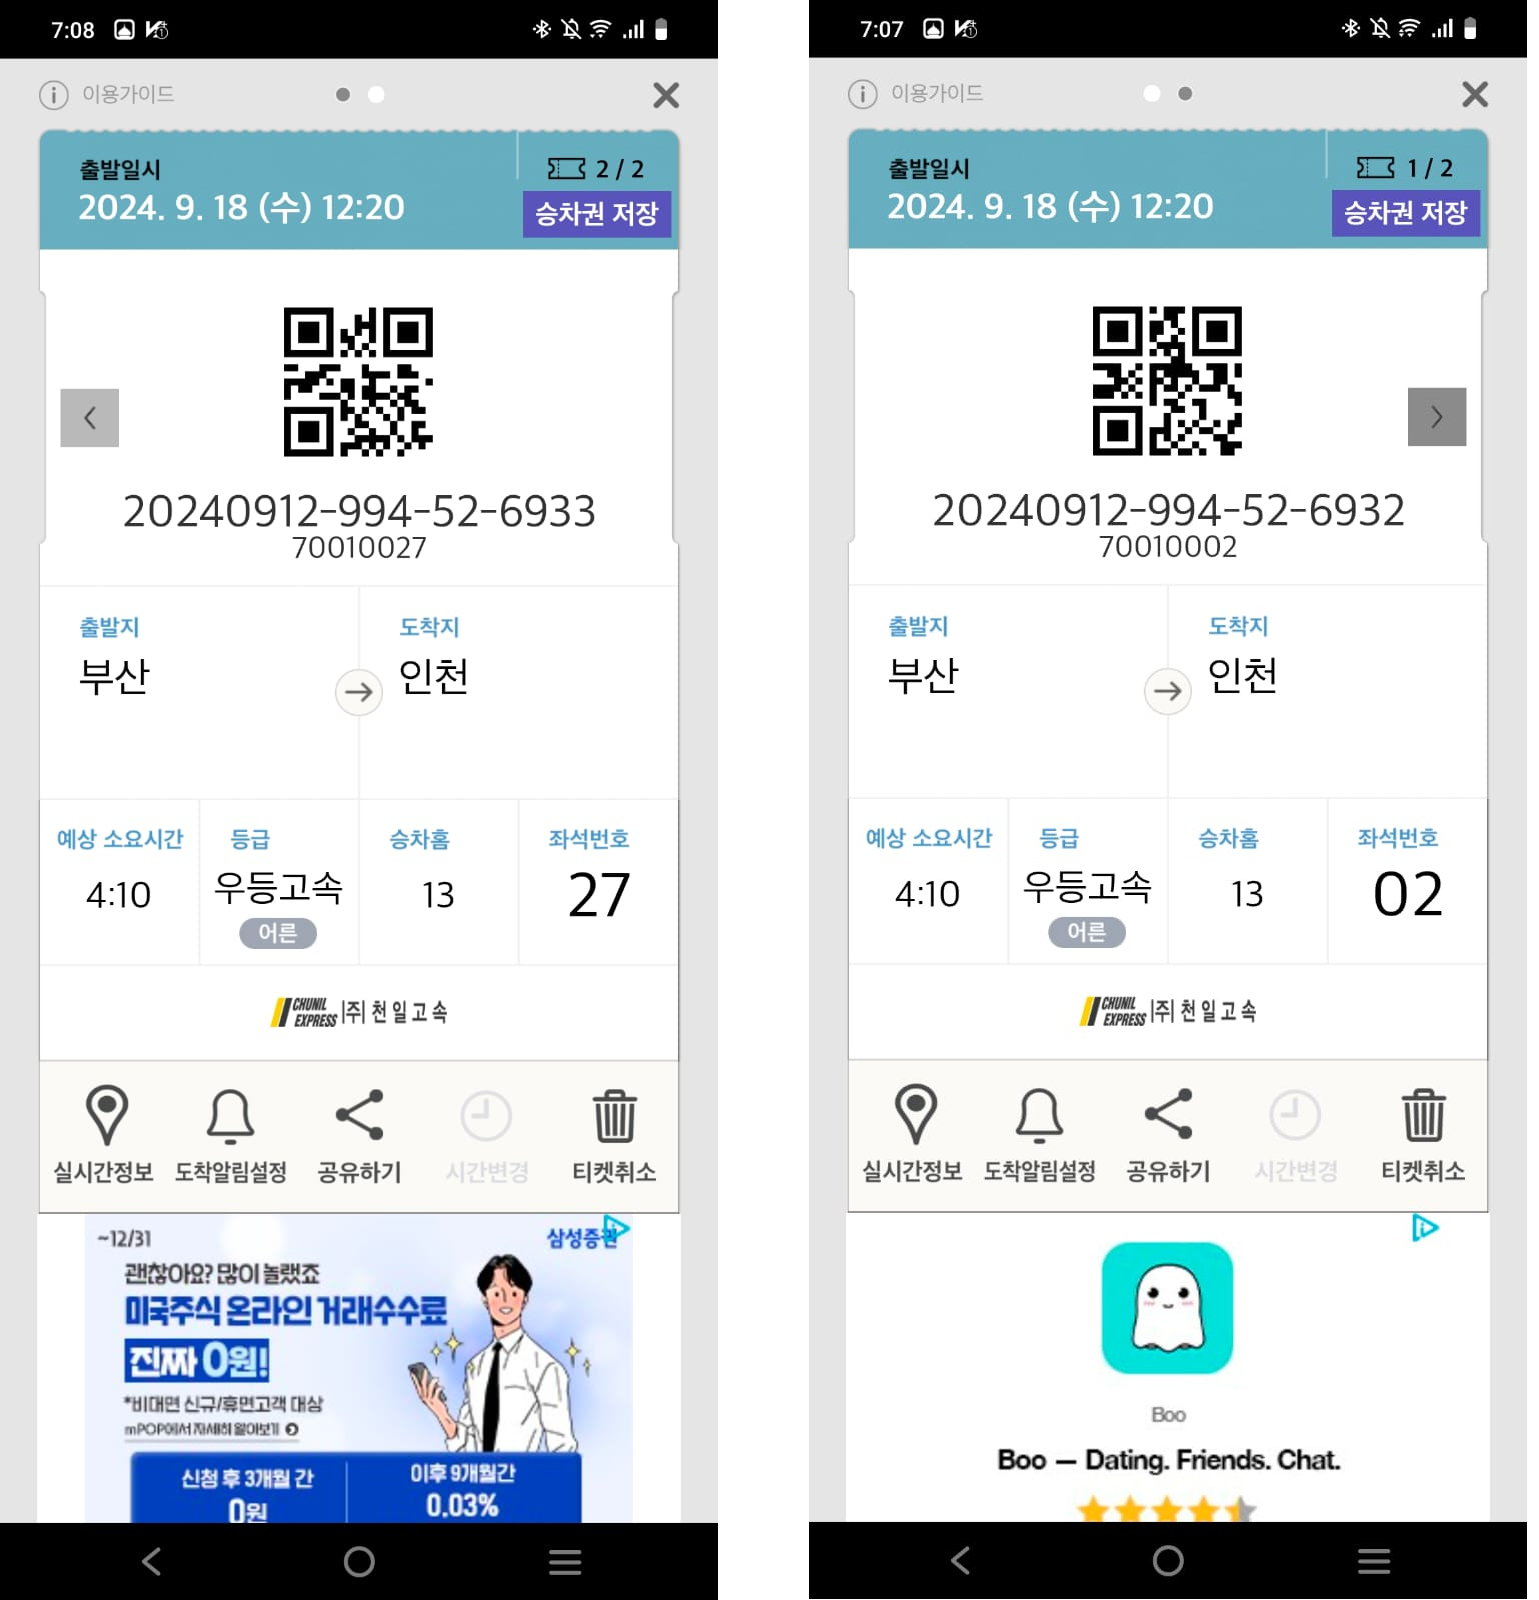 7:08
이용가이드
출발일시
2 / 2
2024. 9. 18 (수) 12:20
승차권 저장
20240912-994-52-6933
70010027
출발지
도착지
부산
인천
예상 소요시간
등급
승차홈
좌석번호
4:10
우등고속
13
27
어른
CHUNIL
EXPRESS
(주)천일고속
실시간정보
도착알림설정
공유하기
시간변경
티켓취소
~12/31
삼성증권
괜찮아요? 많이 놀랬죠
미국주식 온라인 거래수수료
진짜 0원!
*비대면 신규/휴면고객 대상
mPOP에서 자세히 알아보기
신청 후 3개월 간
이후 9개월간
0원
0.03%
7:07
이용가이드
출발일시
1 / 2
2024. 9. 18 (수) 12:20
승차권 저장
20240912-994-52-6932
70010002
출발지
도착지
부산
인천
예상 소요시간
등급
승차홈
좌석번호
4:10
우등고속
13
02
어른
CHUNIL
EXPRESS
(주)천일고속
실시간정보
도착알림설정
공유하기
시간변경
티켓취소
Boo
Boo — Dating. Friends. Chat.